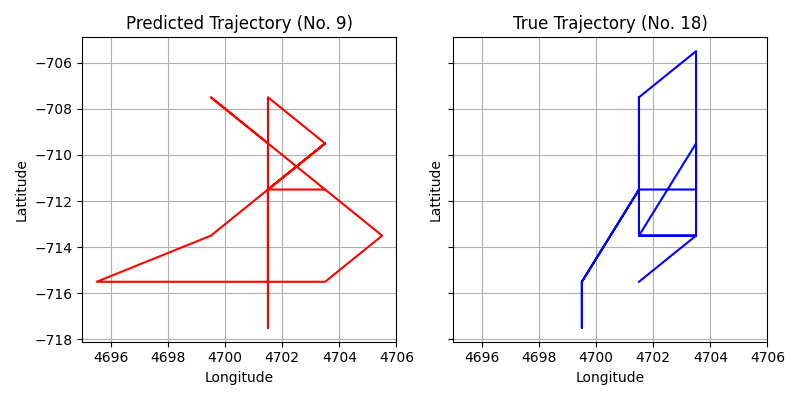 Predicted Trajectory (No. 9)
True Trajectory (No. 18)
Lattitude
−706
−708
−710
−712
−714
−716
−718
4696 4698 4700 4702 4704 4706
Longitude
Lattitude
4696 4698 4700 4702 4704 4706
Longitude